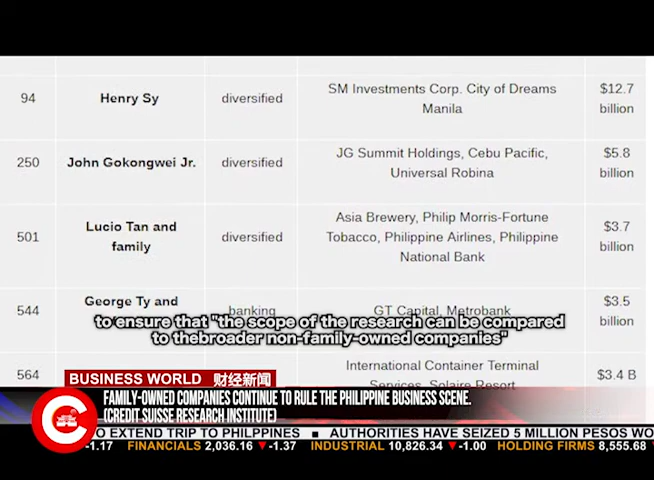 94 Henry Sy diversified SM Investments Corp. City of Dreams Manila $12.7 billion
250 John Gokongwei Jr. diversified JG Summit Holdings, Cebu Pacific, Universal Robina $5.8 billion
501 Lucio Tan and family diversified Asia Brewery, Philip Morris-Fortune Tobacco, Philippine Airlines, Philippine National Bank $3.7 billion
544 George Ty and banking GT Capital, Metrobank $3.5 billion
to ensure that "the scope of the research can be compared
to thebroader non-family-owned companies"
564 International Container Terminal Services, Solaire Resort $3.4 B
BUSINESS WORLD 财经新闻
FAMILY-OWNED COMPANIES CONTINUE TO RULE THE PHILIPPINE BUSINESS SCENE.
(CREDIT SUISSE RESEARCH INSTITUTE)
O EXTEND TRIP TO PHILIPPINES ■ AUTHORITIES HAVE SEIZED 5 MILLION PESOS WO
-1.17 FINANCIALS 2,036.16 ▼ -1.37 INDUSTRIAL 10,826.34 ▼ -1.00 HOLDING FIRMS 8,555.68